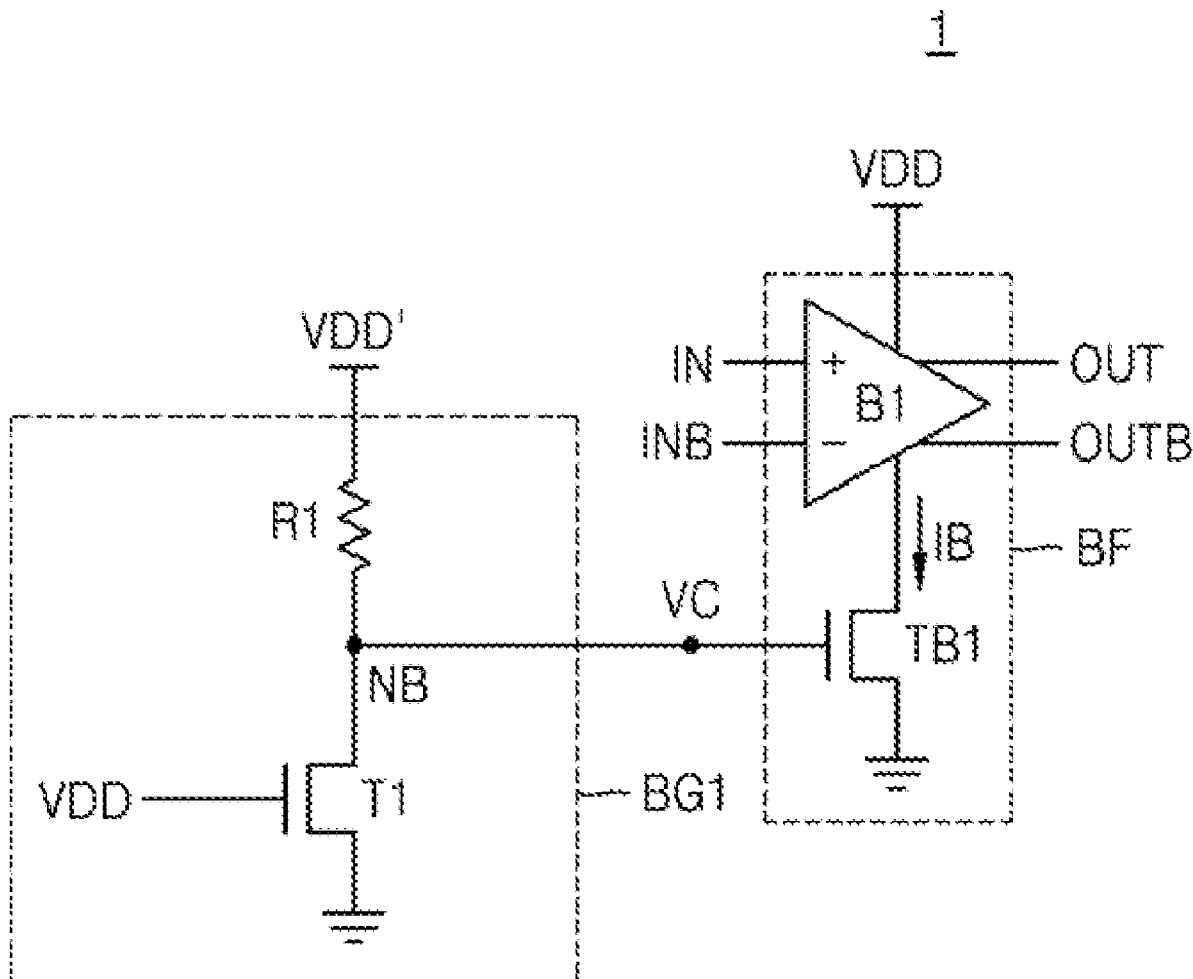 1
VDD
VDD'
IN
+
OUT
B1
INB
−
OUTB
R1
IB
BF
VC
TB1
NB
VDD
T1
BG1